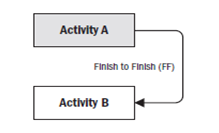 Activity A
Finish to Finish (FF)
Activity B